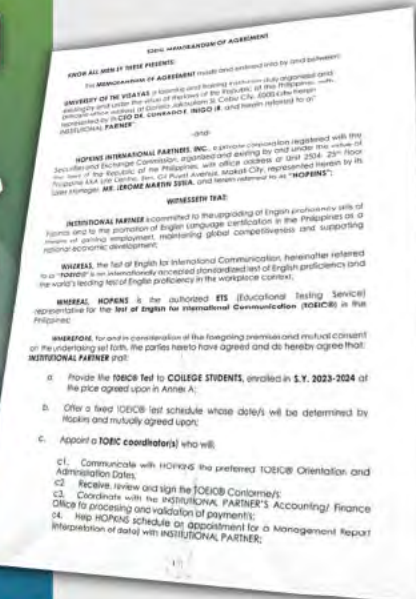 TOEIC MEMORANDUM OF AGREEMENT
KNOW ALL MEN BY THESE PRESENTS:
This MEMORANDUM OF AGREEMENT made and entered into by and between:
UNIVERSITY OF THE VISAYAS, a learning and training institution duly organized and
existing by and under the value of the laws of the Republic of the Philippines, with
principal office address at Dionisio Jakosalem St. Cebu City, 6000 Cebu herein
represented by its CEO DR. GERARDO E. INIGO JR. and herein referred to as
INSTITUTIONAL PARTNER".
-and-
HOPKINS INTERNATIONAL PARTNERS, INC., a private corporation registered with the
Securities and Exchange Commission, organized and existing by and under the value of
the laws of the Republic of the Philippines, with office address at Unit 2504, 25th Floor
Centre, Sen. Gil Puyat Avenue, Makati City, represented herein by its
Sales Manager, MR. JEROME MARTIN SUBIA, and herein referred to as "HOPKINS";
WITNESSETH THAT:
INSTITUTIONAL PARTNER is committed to the upgrading of English proficiency skills of
Filipinos and to the promotion of English Language certification in the Philippines as a
means of gaining employment, maintaining global competitiveness and supporting
national economic development;
WHEREAS, the Test of English for International Communication, hereinafter referred
to a "TOEIC®" is an internationally accepted standardized test of English proficiency and
the world's leading test of English proficiency in the workplace context.
WHEREAS, HOPKINS is the authorized ETS (Educational Testing Service)
representative for the Test of English for International Communication (TOEIC®) in the
Philippines;
WHEREFORE, for and in consideration of the foregoing premises and mutual consent
on the undertaking set forth, the parties hereto have agreed and do hereby agree that:
INSTITUTIONAL PARTNER shall:
a. Provide the TOEIC® Test to COLLEGE STUDENTS, enrolled in S.Y. 2023-2024 at
the price agreed upon in Annex A;
b. Offer a fixed TOEIC® test schedule whose date/s will be determined by
Hopkins and mutually agreed upon;
c. Appoint a TOEIC coordinator(s) who will;
c1. Communicate with HOPKINS the preferred TOEIC® Orientation and
Administration Dates;
c2. Receive, review and sign the TOEIC® Conforme/s;
c3. Coordinate with the INSTITUTIONAL PARTNER'S Accounting/ Finance
Office fo procesing and validation of payment/s;
c4. Help HOPKINS schedule an appointment for a Management Report
(interpretation of data) with INSTITUTIONAL PARTNER;